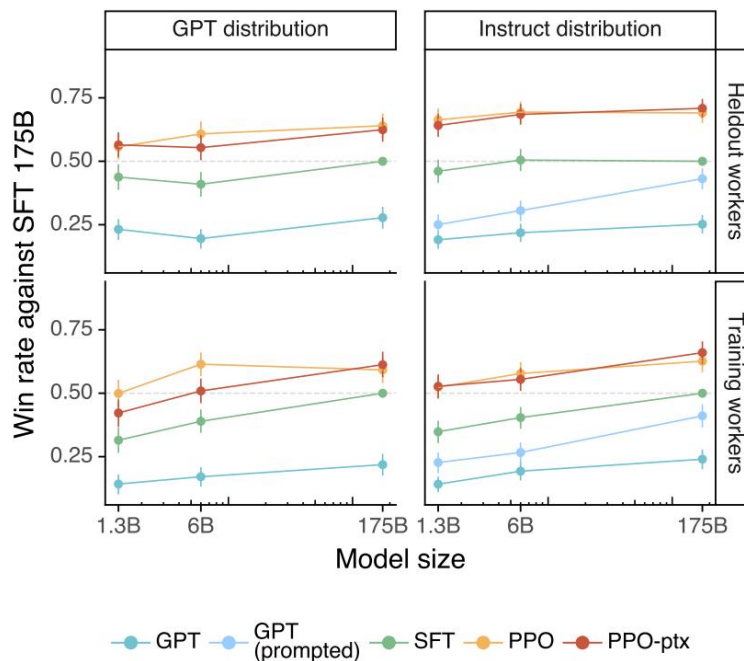 GPT distribution
Instruct distribution
Win rate against SFT 175B
0.75
0.50
0.25
Heldout workers
0.75
0.50
0.25
Training workers
1.3B 6B 175B
1.3B 6B 175B
Model size
GPT
GPT (prompted)
SFT
PPO
PPO-ptx